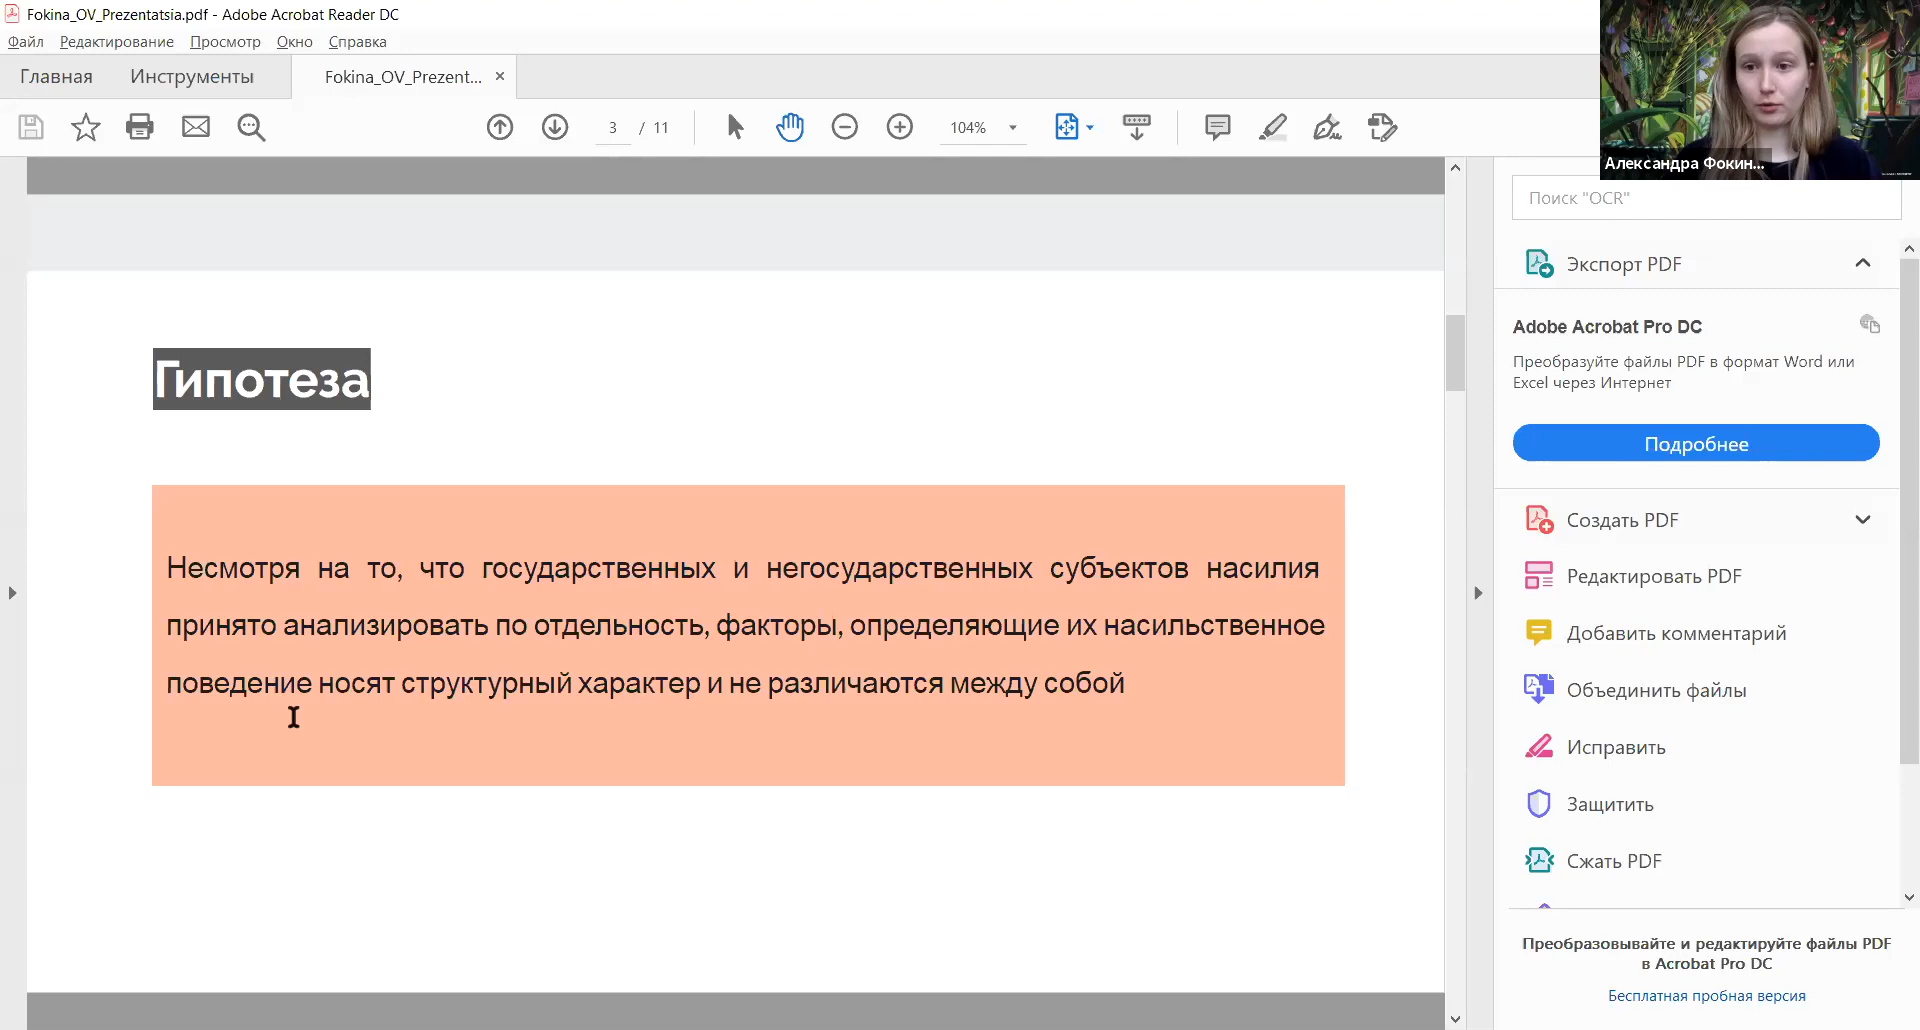 Fokina_OV_Prezentatsia.pdf - Adobe Acrobat Reader DC
Файл Редактирование Просмотр Окно Справка
Главная Инструменты Fokina_OV_Prezent... ×
3 / 11 104%
Александра Фокин...
Поиск "OCR"
Экспорт PDF
Adobe Acrobat Pro DC
Преобразуйте файлы PDF в формат Word или
Excel через Интернет
Подробнее
Создать PDF
Редактировать PDF
Добавить комментарий
Объединить файлы
Исправить
Защитить
Сжать PDF
Преобразовывайте и редактируйте файлы PDF
в Acrobat Pro DC
Бесплатная пробная версия
Гипотеза
Несмотря на то, что государственных и негосударственных субъектов насилия
принято анализировать по отдельность, факторы, определяющие их насильственное
поведение носят структурный характер и не различаются между собой